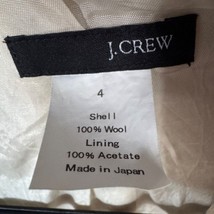 J.CREW
4
Shell
100% Wool
Lining
100% Acetate
Made in Japan